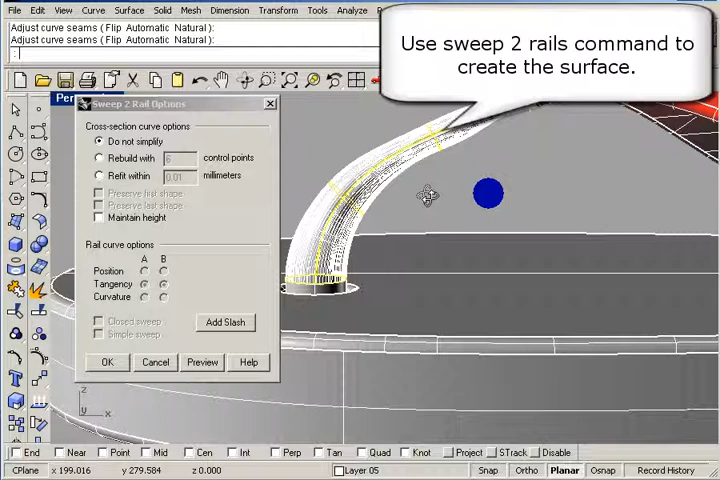 File Edit View Curve Surface Solid Mesh Dimension Transform Tools Analyze
Adjust curve seams ( Flip Automatic Natural ):
Adjust curve seams ( Flip Automatic Natural ):
:
Use sweep 2 rails command to
create the surface.
Sweep 2 Rail Options
Cross-section curve options
Do not simplify
Rebuild with 6 control points
Refit within 0.01 millimeters
Preserve first shape
Preserve last shape
Maintain height
Rail curve options
A B
Position
Tangency
Curvature
Closed sweep
Add Slash
Simple sweep
OK Cancel Preview Help
z
y x
End Near Point Mid Cen Int Perp Tan Quad Knot Project STrack Disable
CPlane x 199.016 y 279.584 z 0.000 Layer 05 Snap Ortho Planar Osnap Record History